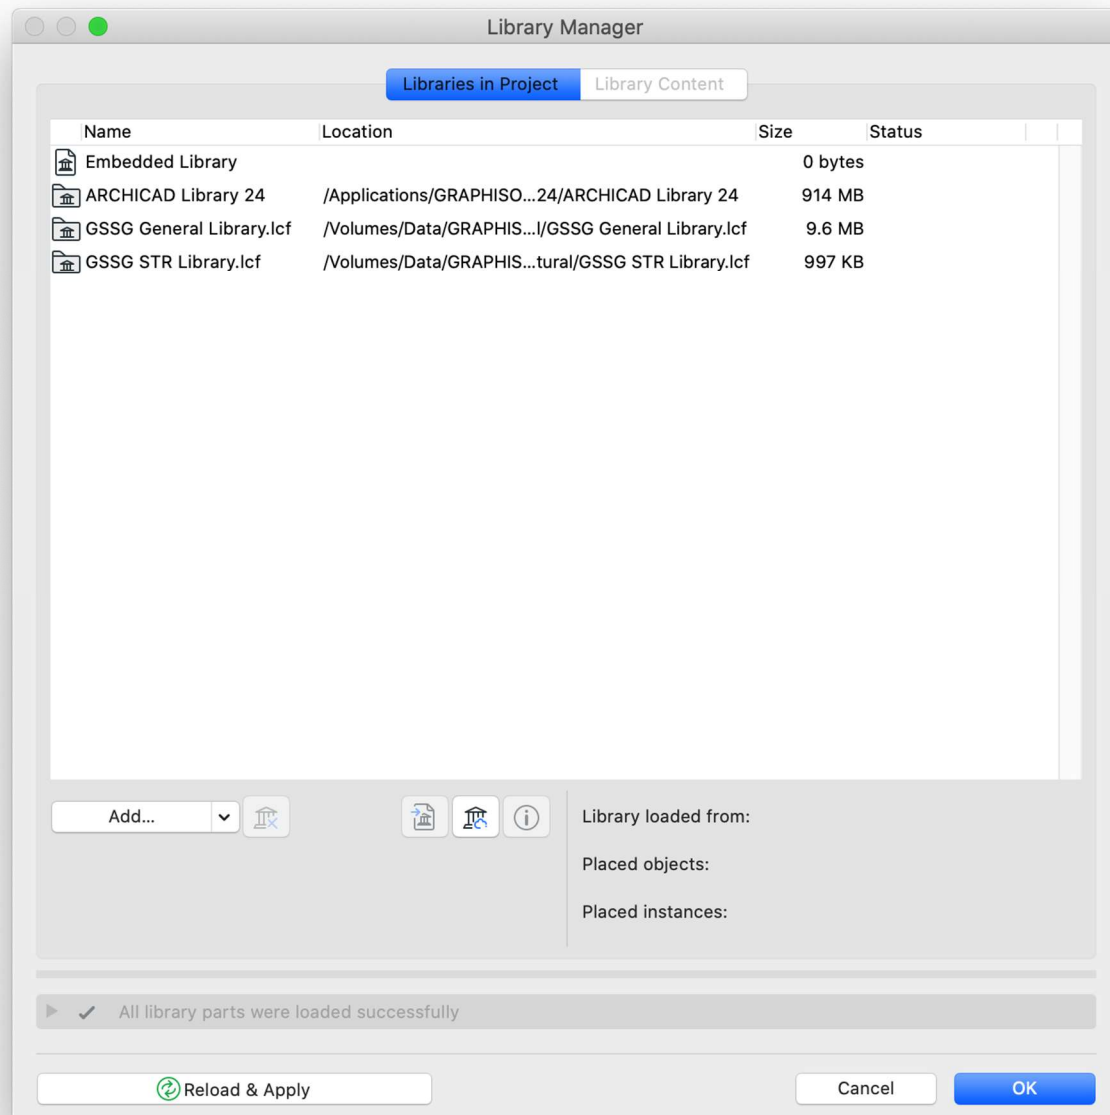 Library Manager
Libraries in Project Library Content
Name Location Size Status
Embedded Library 0 bytes
ARCHICAD Library 24 /Applications/GRAPHISO...24/ARCHICAD Library 24 914 MB
GSSG General Library.lcf /Volumes/Data/GRAPHIS...l/GSSG General Library.lcf 9.6 MB
GSSG STR Library.lcf /Volumes/Data/GRAPHIS...tural/GSSG STR Library.lcf 997 KB
Add... Library loaded from:
Placed objects:
Placed instances:
All library parts were loaded successfully
Reload & Apply Cancel OK